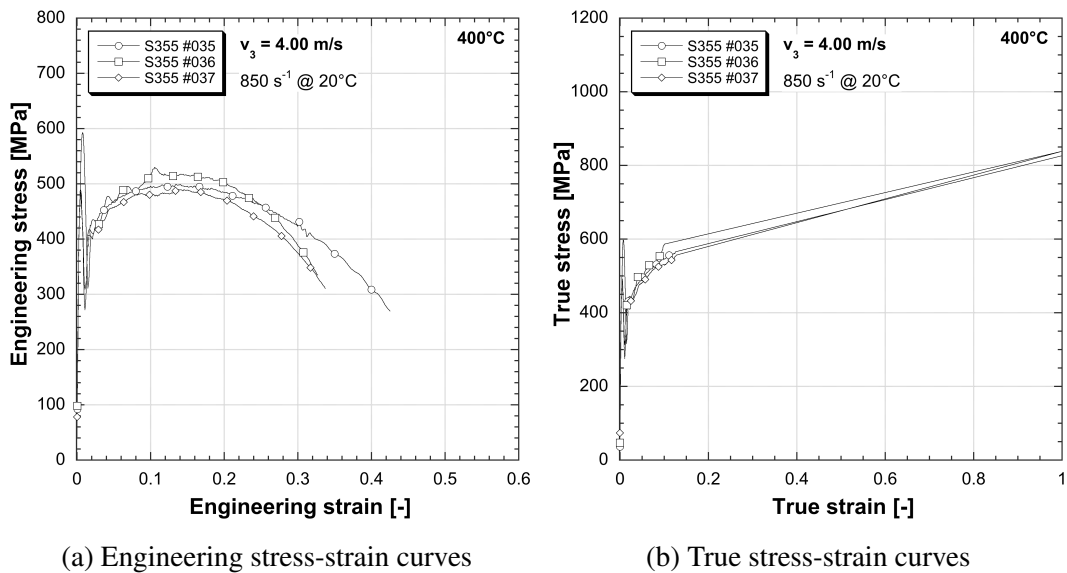 800
700
600
500
400
300
200
100
0
Engineering stress [MPa]
S355 #035
S355 #036
S355 #037
v3 = 4.00 m/s
850 s-1 @ 20°C
400°C
0 0.1 0.2 0.3 0.4 0.5 0.6
Engineering strain [-]
(a) Engineering stress-strain curves
1200
1000
800
600
400
200
0
True stress [MPa]
S355 #035
S355 #036
S355 #037
v3 = 4.00 m/s
850 s-1 @ 20°C
400°C
0 0.2 0.4 0.6 0.8 1
True strain [-]
(b) True stress-strain curves